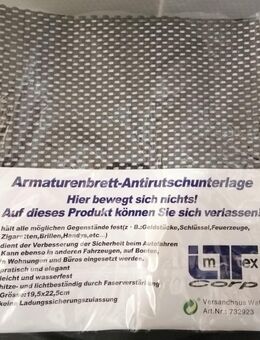 Armaturenbrett-Antirutschunterlage
Hier bewegt sich nichts!
Auf dieses Produkt können Sie sich verlassen!
hält alle möglichen Gegenstände fest(z. B.:Geldstücke,Schlüssel,Feuerzeuge,
Zigaretten,Brillen,Handys,etc...)
dient der Verbesserung der Sicherheit beim Autofahren
Kann ebenso in anderen Fahrzeugen, auf Booten,
in Wohnungen und Büros eingesetzt werden.
praktisch und elegant
leicht und wasserfest
hitze- und lichtbeständig durch Faserverstärkung
Grösse:19,5x22,5cm
keine Ladungssicherungszulassung
corp
Versandhaus
Art.Nr.: 732923